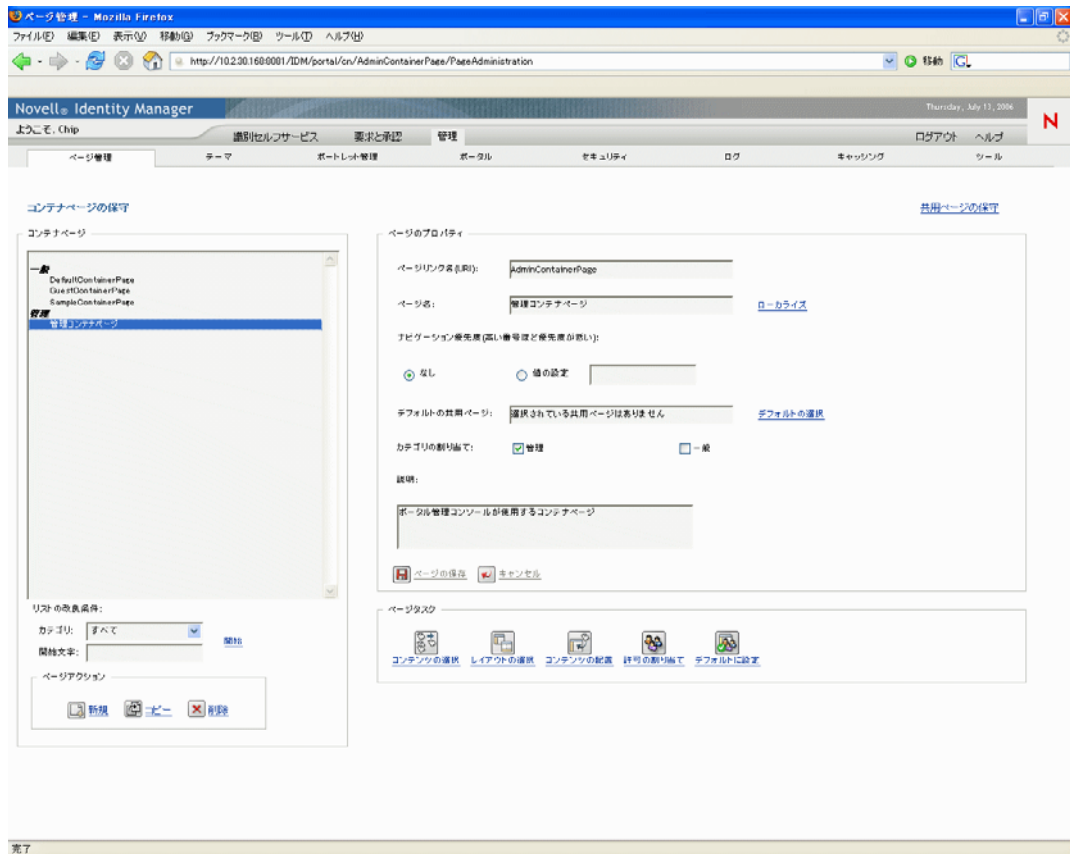 ページ管理 - Mozilla Firefox
ファイル(F) 編集(E) 表示(V) 移動(G) ブックマーク(B) ツール(T) ヘルプ(H)
http://10.2.30.160:8001/IDM/portal/cn/AdminContainerPage/PageAdministration 移動
Novell® Identity Manager
Thursday, July 13, 2006
ようこそ, Chip
識別セルフサービス 要求と承認 管理
ログアウト ヘルプ
N
ページ管理 テーマ ポートレット管理 ポータル セキュリティ ログ キャッシング ツール
コンテナページの保守
共用ページの保守
コンテナページ
一般
DefaultContainerPage
GuestContainerPage
SampleContainerPage
管理
管理コンテナページ
リストの改良条件:
カテゴリ: すべて
開始
開始文字:
ページアクション
新規 コピー 削除
ページのプロパティ
ページリンク名(URI): AdminContainerPage
ページ名: 管理コンテナページ ローカライズ
ナビゲーション優先度(高い番号ほど優先度が低い):
なし 値の設定
デフォルトの共用ページ: 選択されている共用ページはありません デフォルトの選択
カテゴリの割り当て: 管理 一般
説明:
ポータル管理コンソールが使用するコンテナページ
ページの保存 キャンセル
ページタスク
コンテンツの選択 レイアウトの選択 コンテンツの配置 許可の割り当て デフォルトに設定
完了